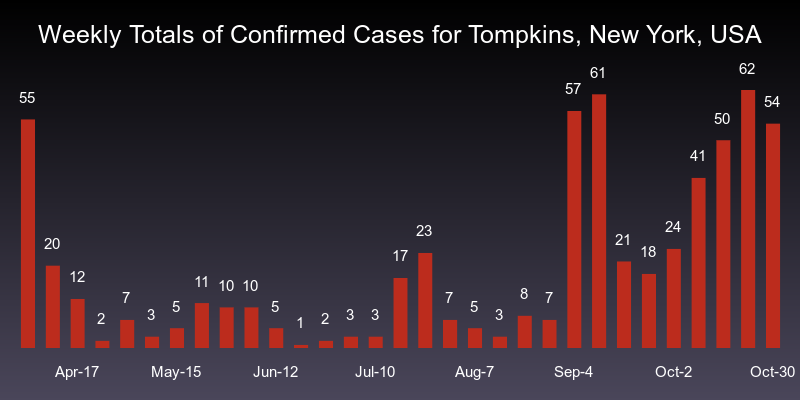 Weekly Totals of Confirmed Cases for Tompkins, New York, USA
55 20 12 2 7 3 5 11 10 10 5 1 2 3 3 17 23 7 5 3 8 7 57 61 21 18 24 41 50 62 54
Apr-17 May-15 Jun-12 Jul-10 Aug-7 Sep-4 Oct-2 Oct-30